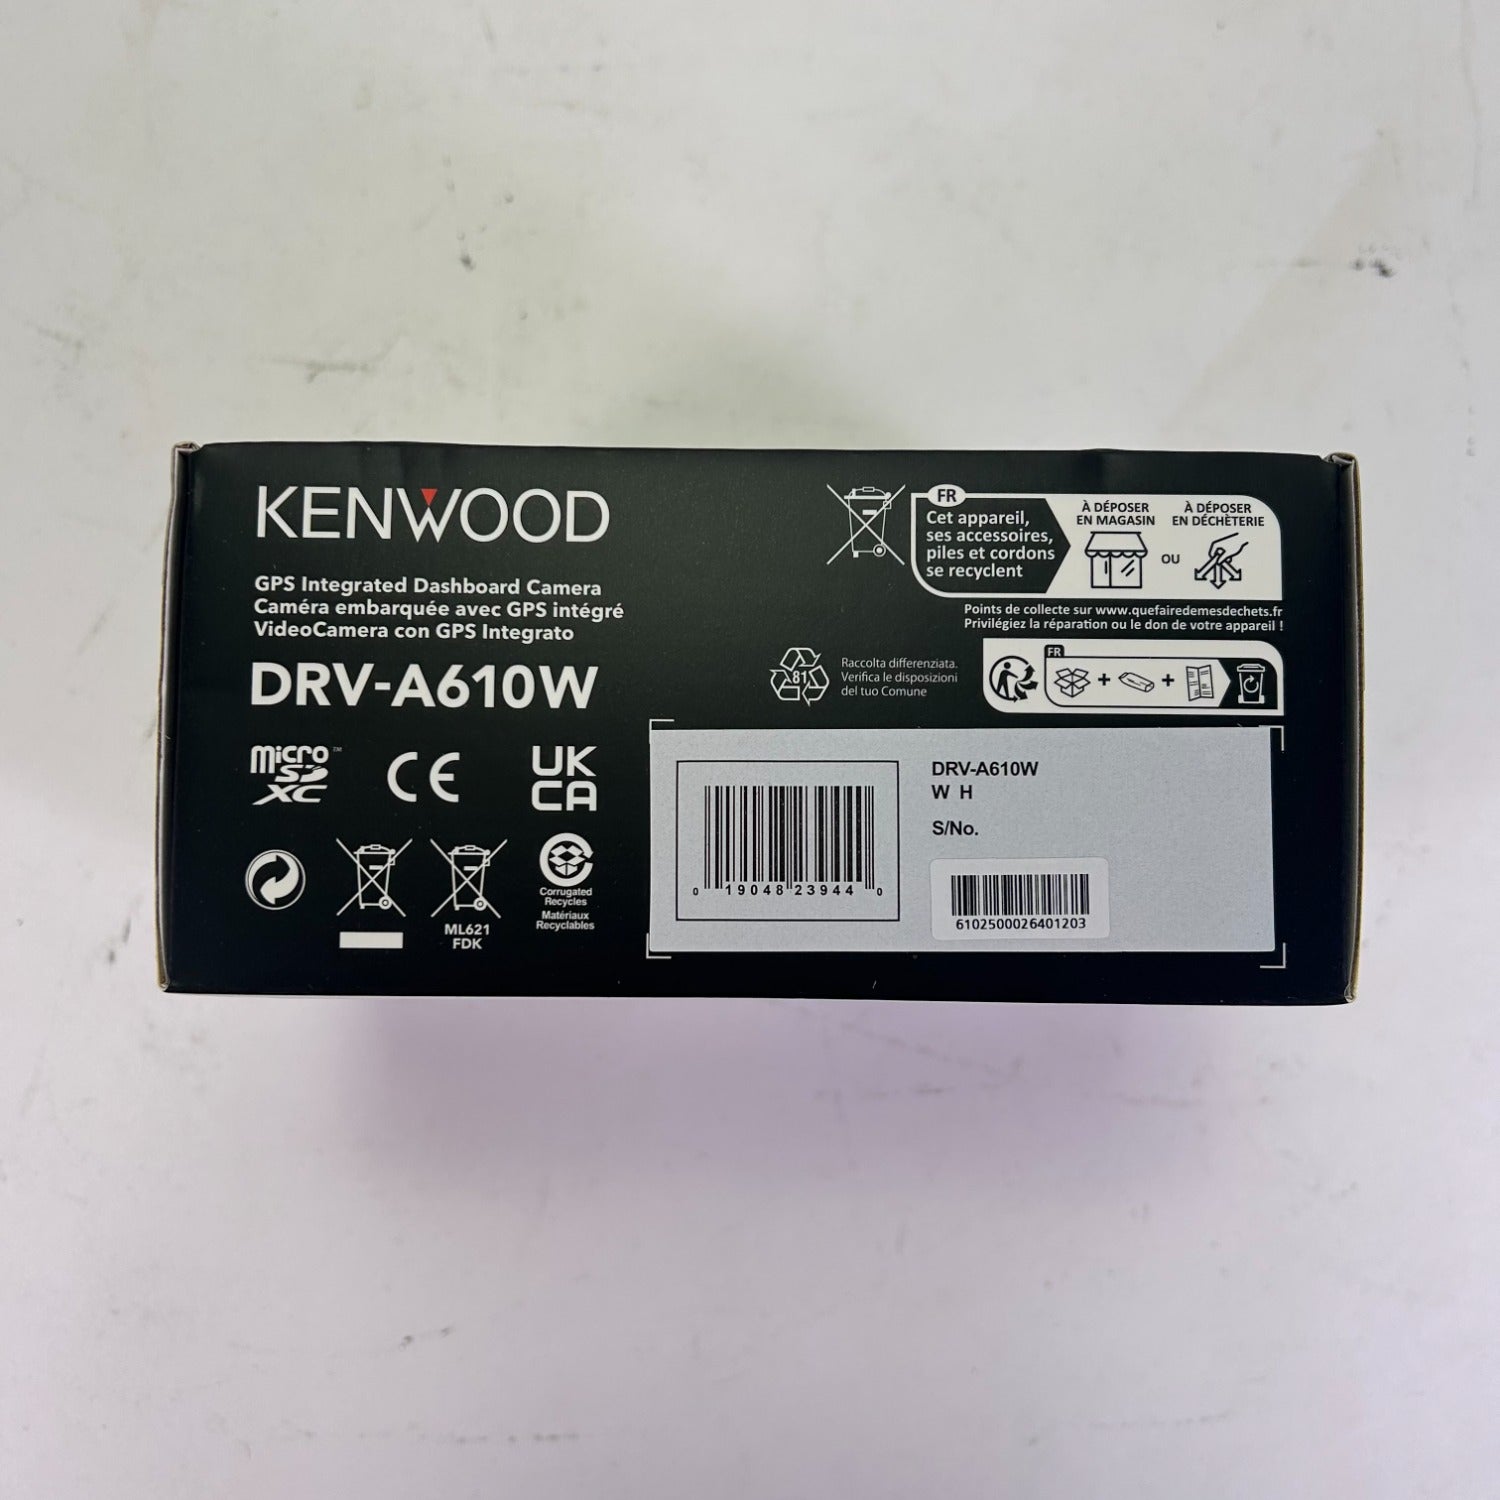 KENWOOD
GPS Integrated Dashboard Camera
Caméra embarquée avec GPS intégré
VideoCamera con GPS Integrato
DRV-A610W
micro
SD
XC
™
CE
UK
CA
ML621
FDK
Corrugated
Recycles
Matériaux
Recyclables
FR
Cet appareil,
ses accessoires,
piles et cordons
se recyclent
À DÉPOSER
EN MAGASIN
OU
À DÉPOSER
EN DÉCHÈTERIE
Points de collecte sur www.quefairedemesdechets.fr
Privilégiez la réparation ou le don de votre appareil !
81
Raccolta differenziata.
Verifica le disposizioni
del tuo Comune
FR
+ +
0 19048 23944 0
DRV-A610W
W H
S/No.
6102500026401203